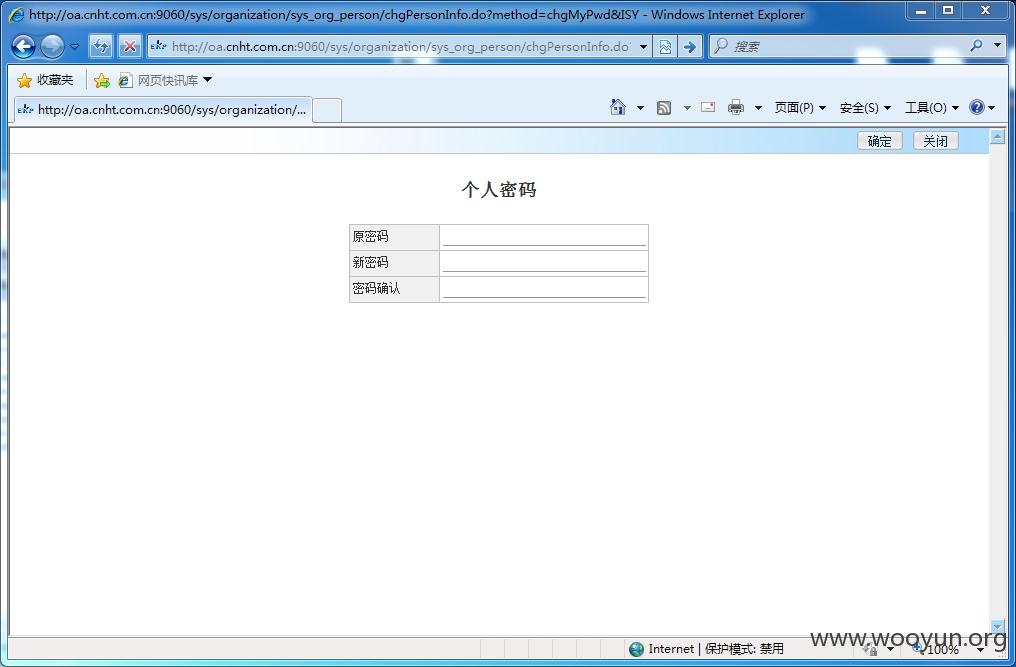 http://oa.cnht.com.cn:9060/sys/organization/sys_org_person/chgPersonInfo.do?method=chgMyPwd&ISY - Windows Internet Explorer
http://oa.cnht.com.cn:9060/sys/organization/sys_org_person/chgPersonInfo.do 搜索
收藏夹 网页快讯库
EKP http://oa.cnht.com.cn:9060/sys/organization/... 页面(P) 安全(S) 工具(O)
确定 关闭
个人密码
原密码
新密码
密码确认
Internet | 保护模式: 禁用 100%
www.wooyun.org